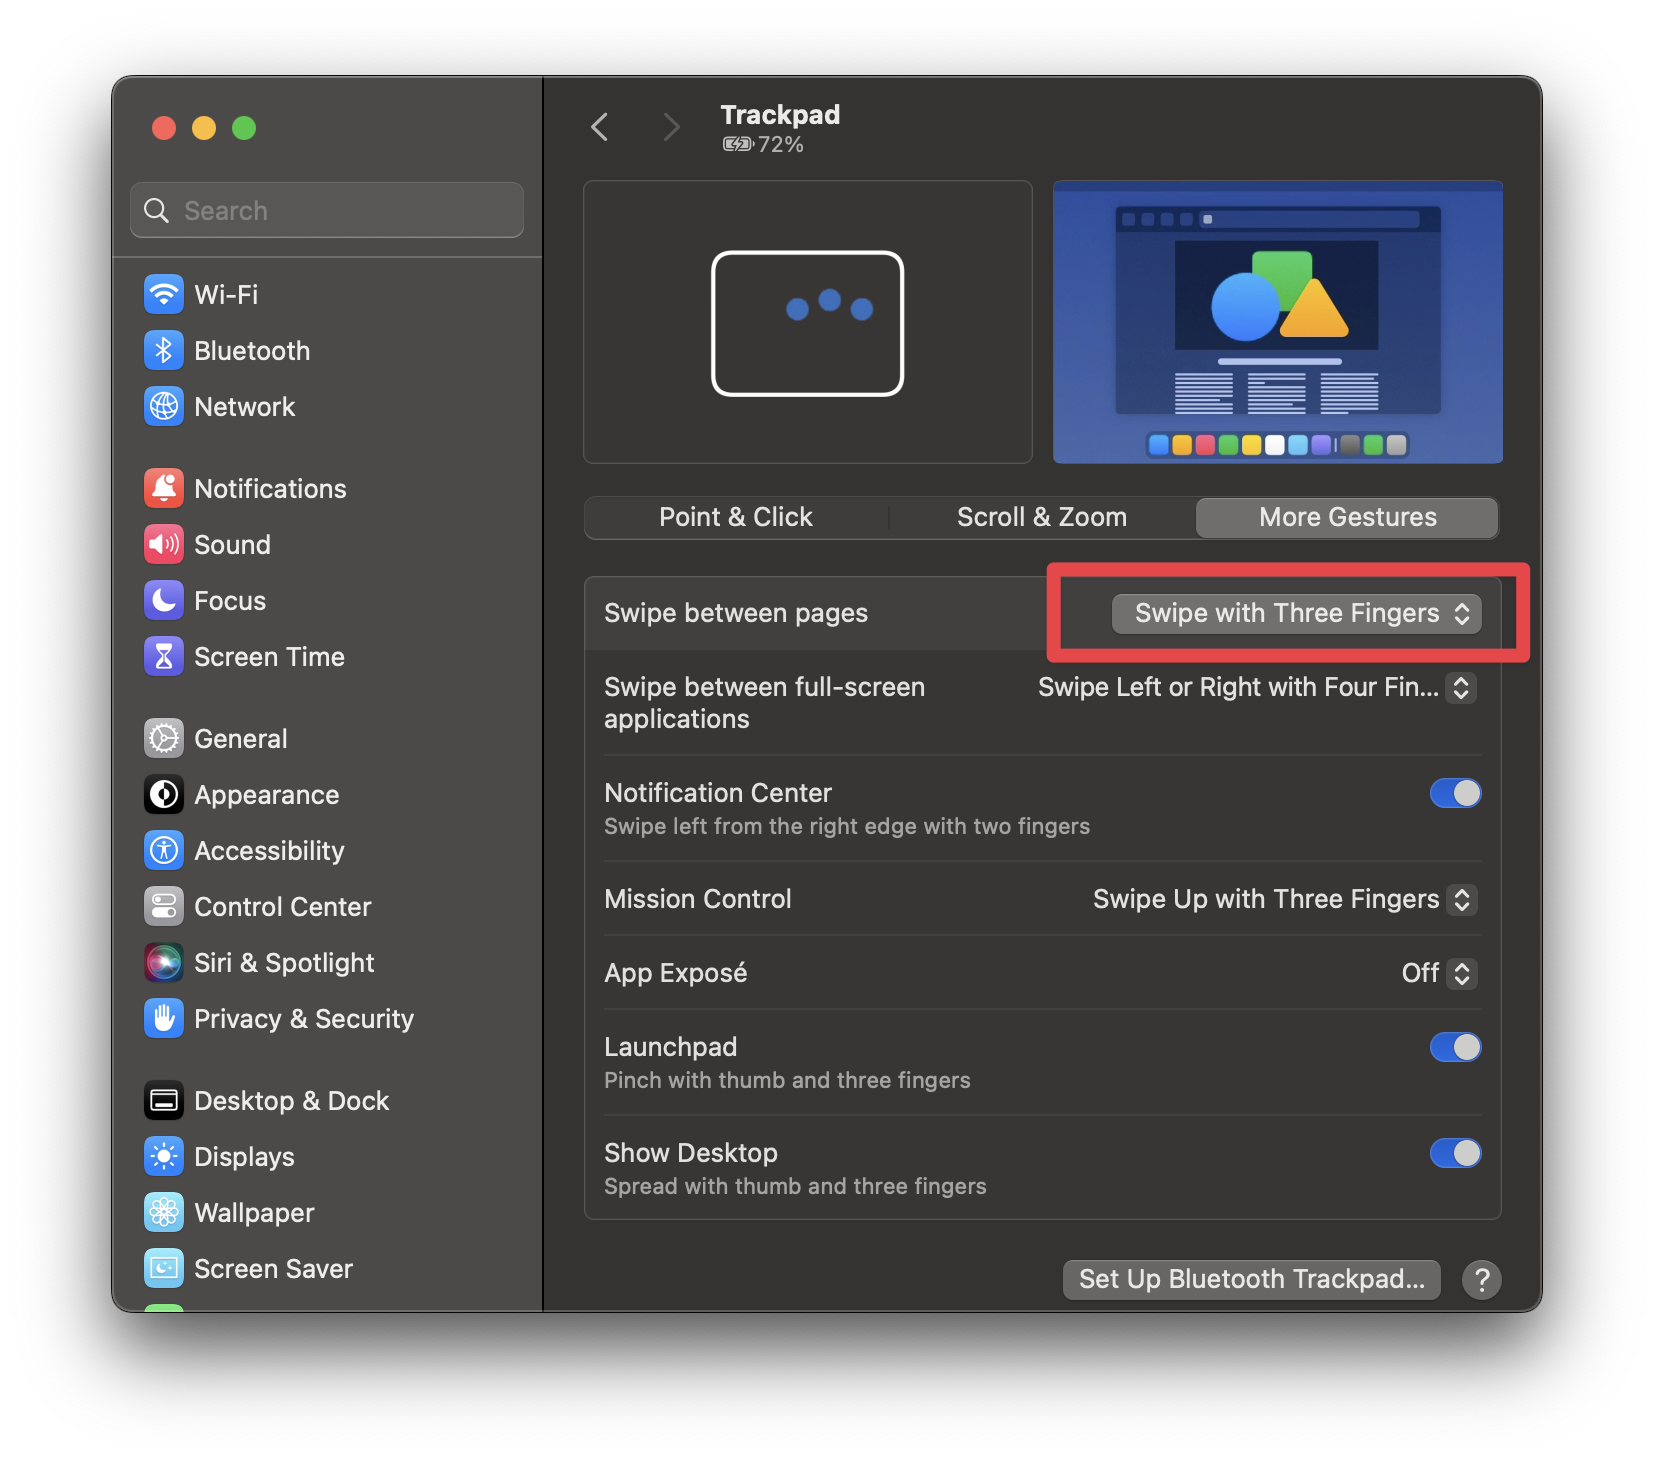 Trackpad
72%
Search
Wi-Fi
Bluetooth
Network
Notifications
Sound
Focus
Screen Time
General
Appearance
Accessibility
Control Center
Siri & Spotlight
Privacy & Security
Desktop & Dock
Displays
Wallpaper
Screen Saver
Point & Click
Scroll & Zoom
More Gestures
Swipe between pages
Swipe with Three Fingers
Swipe between full-screen
applications
Swipe Left or Right with Four Fin...
Notification Center
Swipe left from the right edge with two fingers
Mission Control
Swipe Up with Three Fingers
App Exposé
Off
Launchpad
Pinch with thumb and three fingers
Show Desktop
Spread with thumb and three fingers
Set Up Bluetooth Trackpad...
?